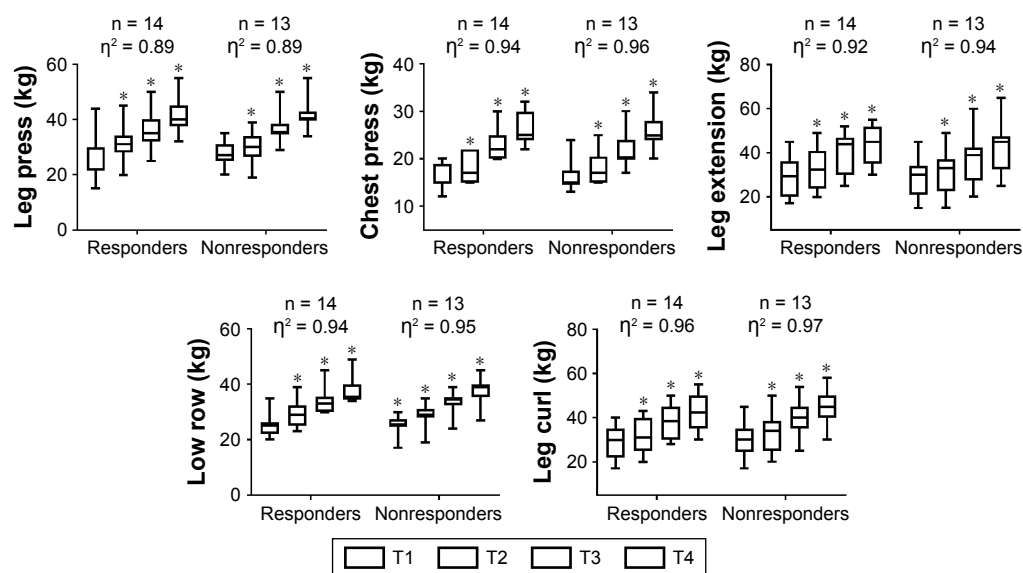 n = 14 n = 13
η² = 0.89 η² = 0.89
Leg press (kg)
60
40
20
0
* * * * *
Responders Nonresponders
n = 14 n = 13
η² = 0.94 η² = 0.96
Chest press (kg)
40
30
20
10
* * * * * *
Responders Nonresponders
n = 14 n = 13
η² = 0.92 η² = 0.94
Leg extension (kg)
80
60
40
20
* * * * * *
Responders Nonresponders
n = 14 n = 13
η² = 0.94 η² = 0.95
Low row (kg)
60
40
20
0
* * * * * * *
Responders Nonresponders
n = 14 n = 13
η² = 0.96 η² = 0.97
Leg curl (kg)
80
60
40
20
* * * * * *
Responders Nonresponders
T1 T2 T3 T4